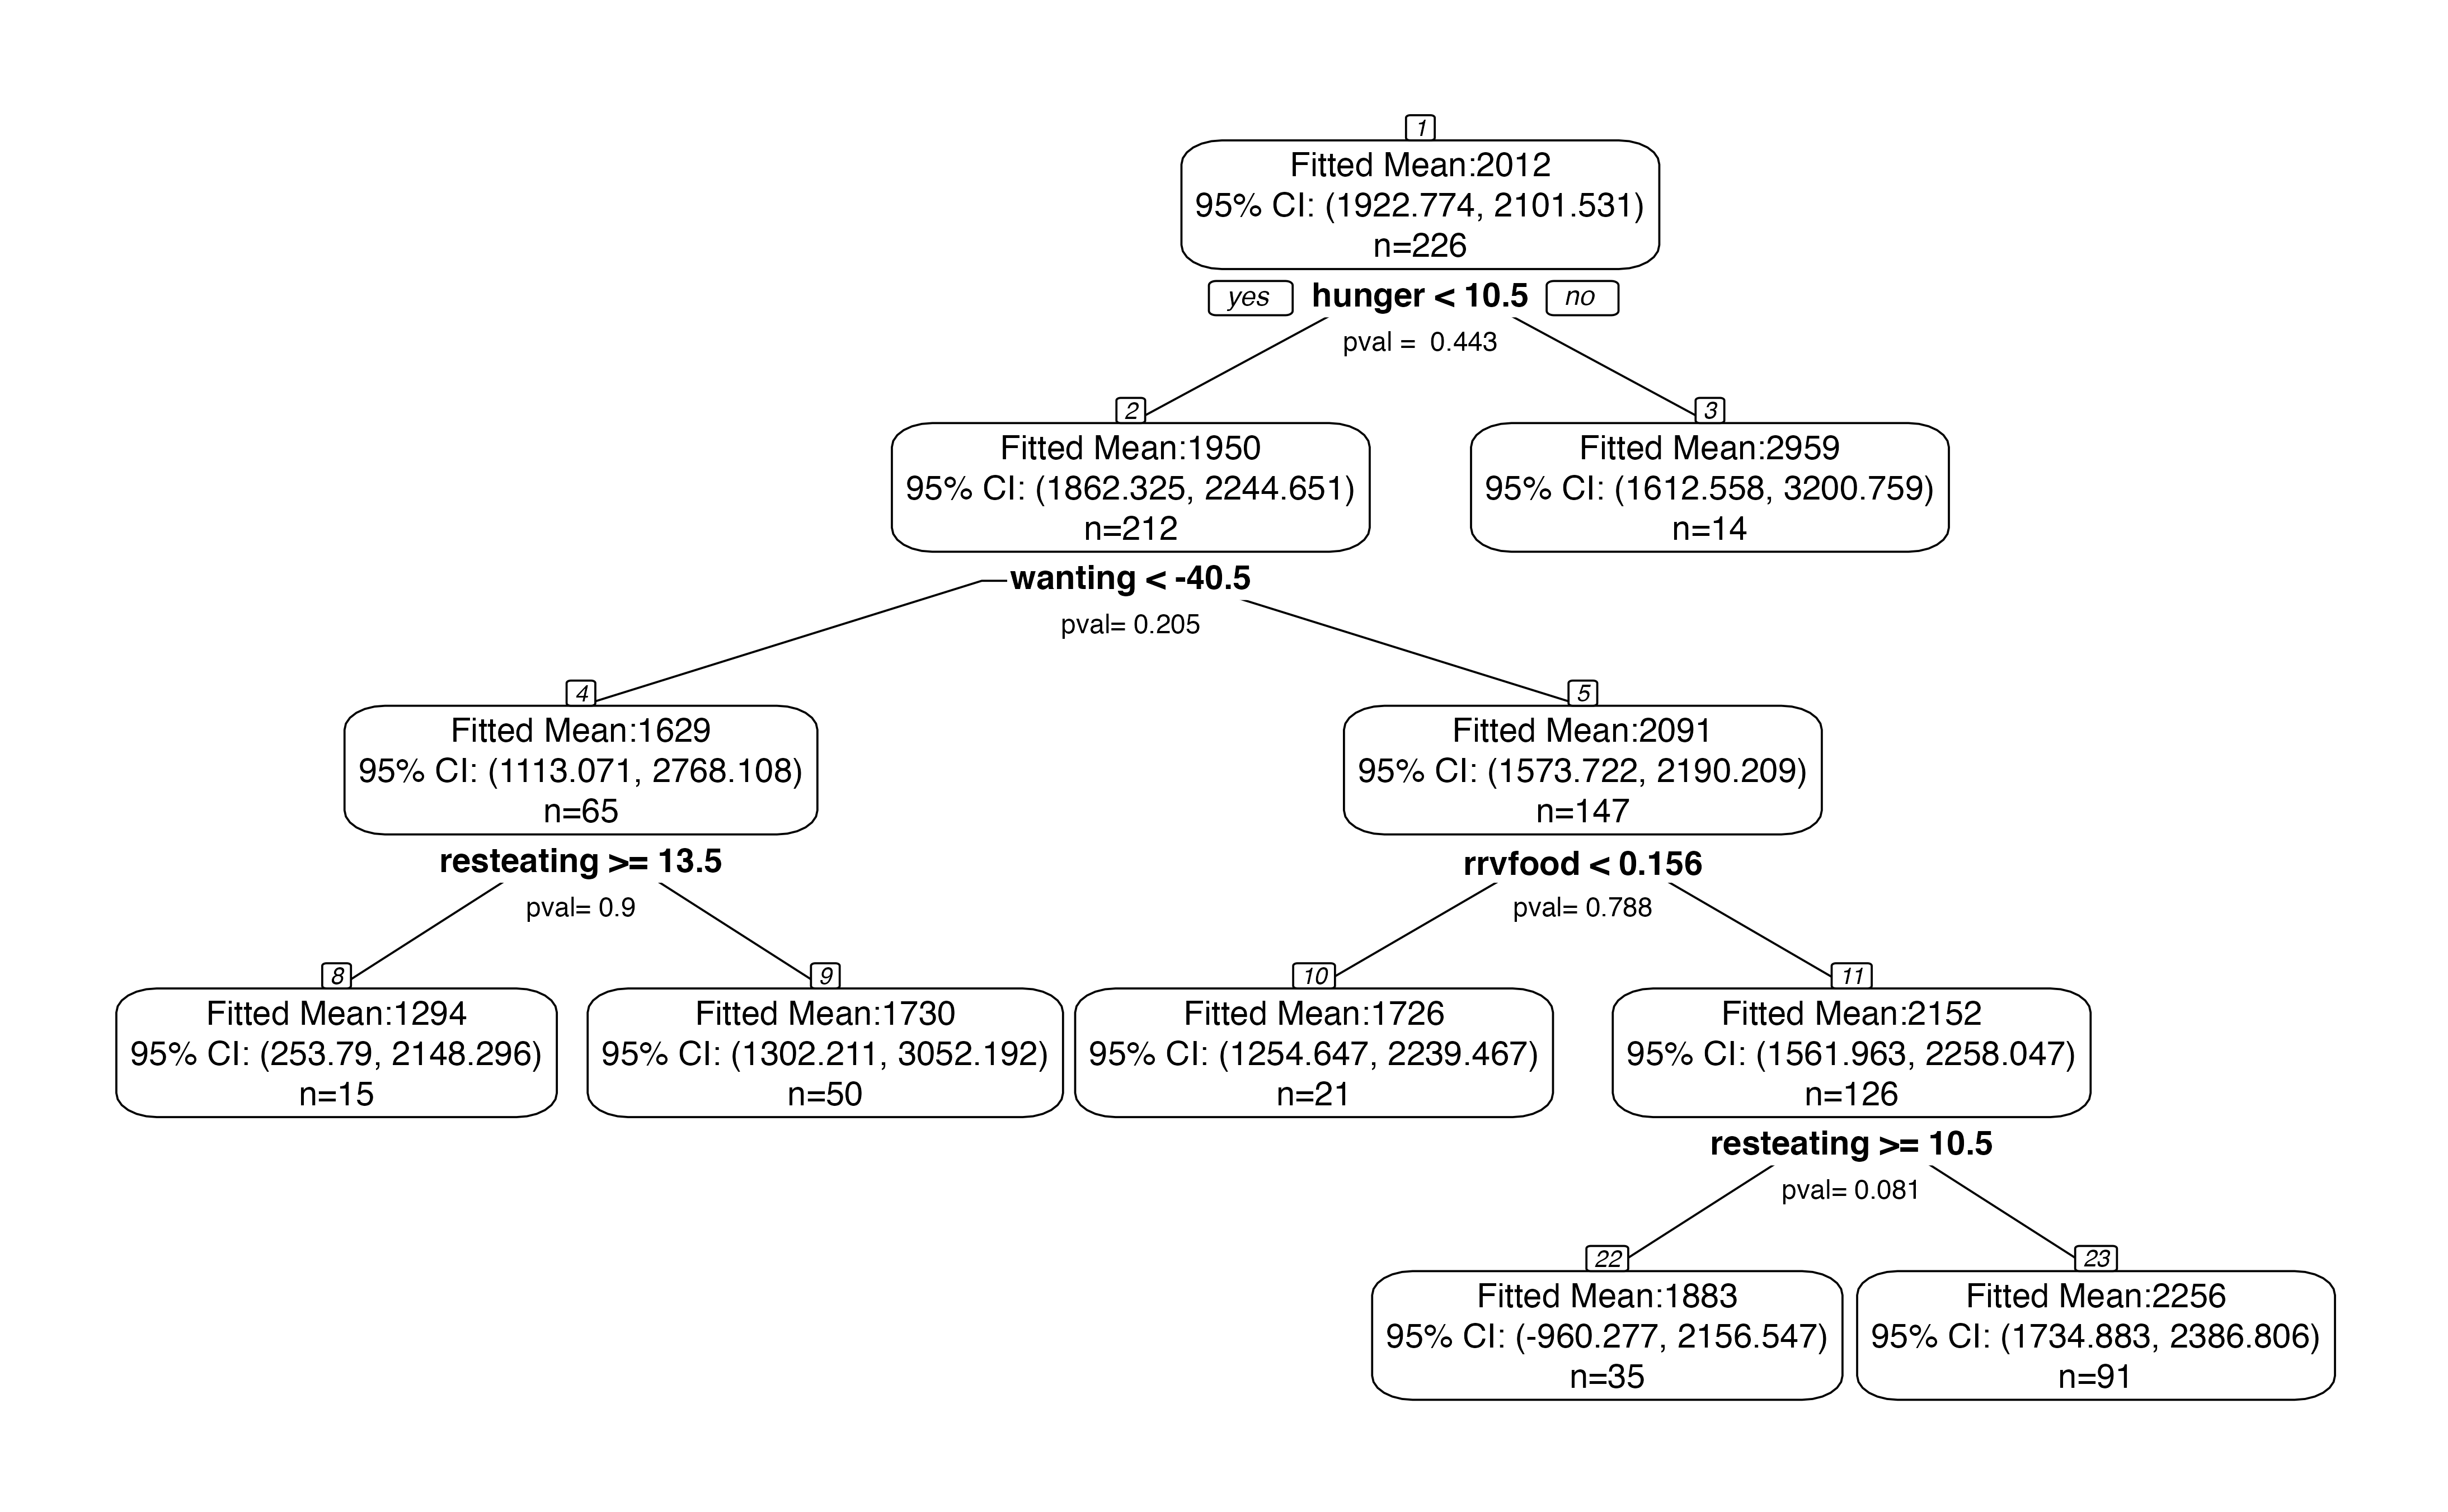 1
Fitted Mean:2012
95% CI: (1922.774, 2101.531)
n=226
yes hunger < 10.5 no
pval =  0.443
2
Fitted Mean:1950
95% CI: (1862.325, 2244.651)
n=212
3
Fitted Mean:2959
95% CI: (1612.558, 3200.759)
n=14
wanting < -40.5
pval= 0.205
4
Fitted Mean:1629
95% CI: (1113.071, 2768.108)
n=65
5
Fitted Mean:2091
95% CI: (1573.722, 2190.209)
n=147
resteating >= 13.5
pval= 0.9
rrvfood < 0.156
pval= 0.788
8
Fitted Mean:1294
95% CI: (253.79, 2148.296)
n=15
9
Fitted Mean:1730
95% CI: (1302.211, 3052.192)
n=50
10
Fitted Mean:1726
95% CI: (1254.647, 2239.467)
n=21
11
Fitted Mean:2152
95% CI: (1561.963, 2258.047)
n=126
resteating >= 10.5
pval= 0.081
22
Fitted Mean:1883
95% CI: (-960.277, 2156.547)
n=35
23
Fitted Mean:2256
95% CI: (1734.883, 2386.806)
n=91